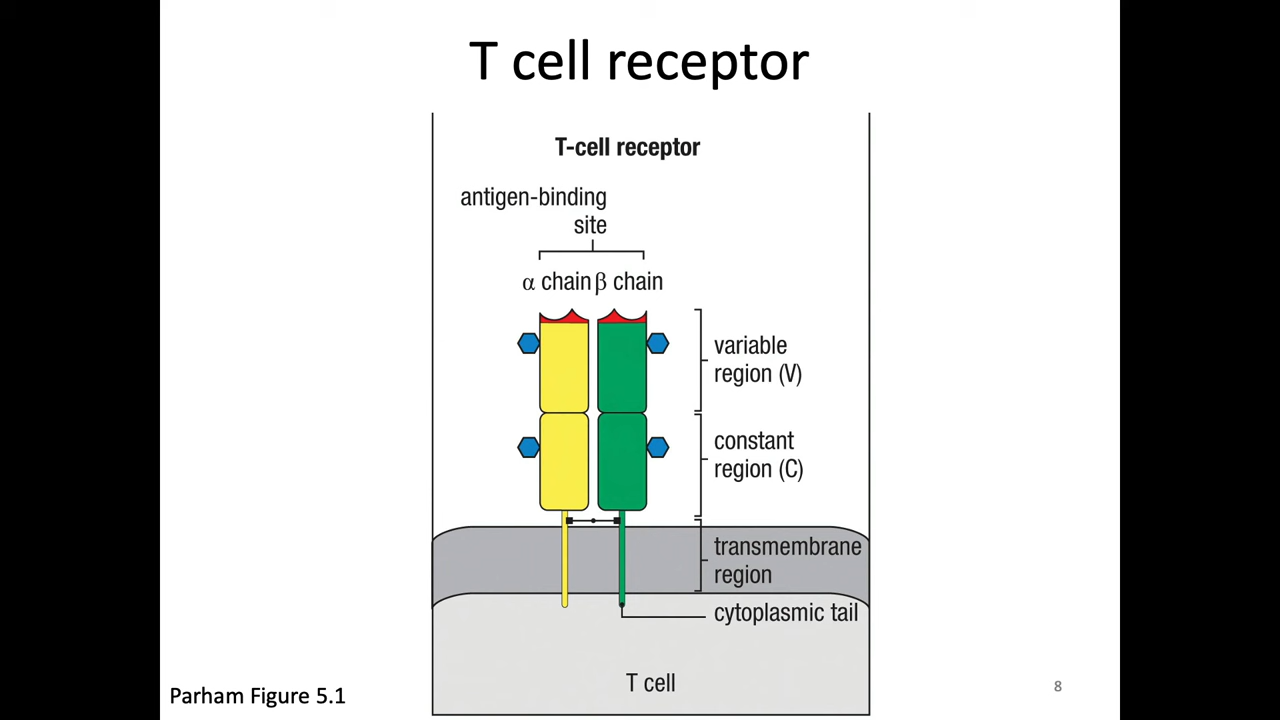 T cell receptor
T-cell receptor
antigen-binding
site
α chain β chain
variable
region (V)
constant
region (C)
transmembrane
region
cytoplasmic tail
T cell
Parham Figure 5.1
8